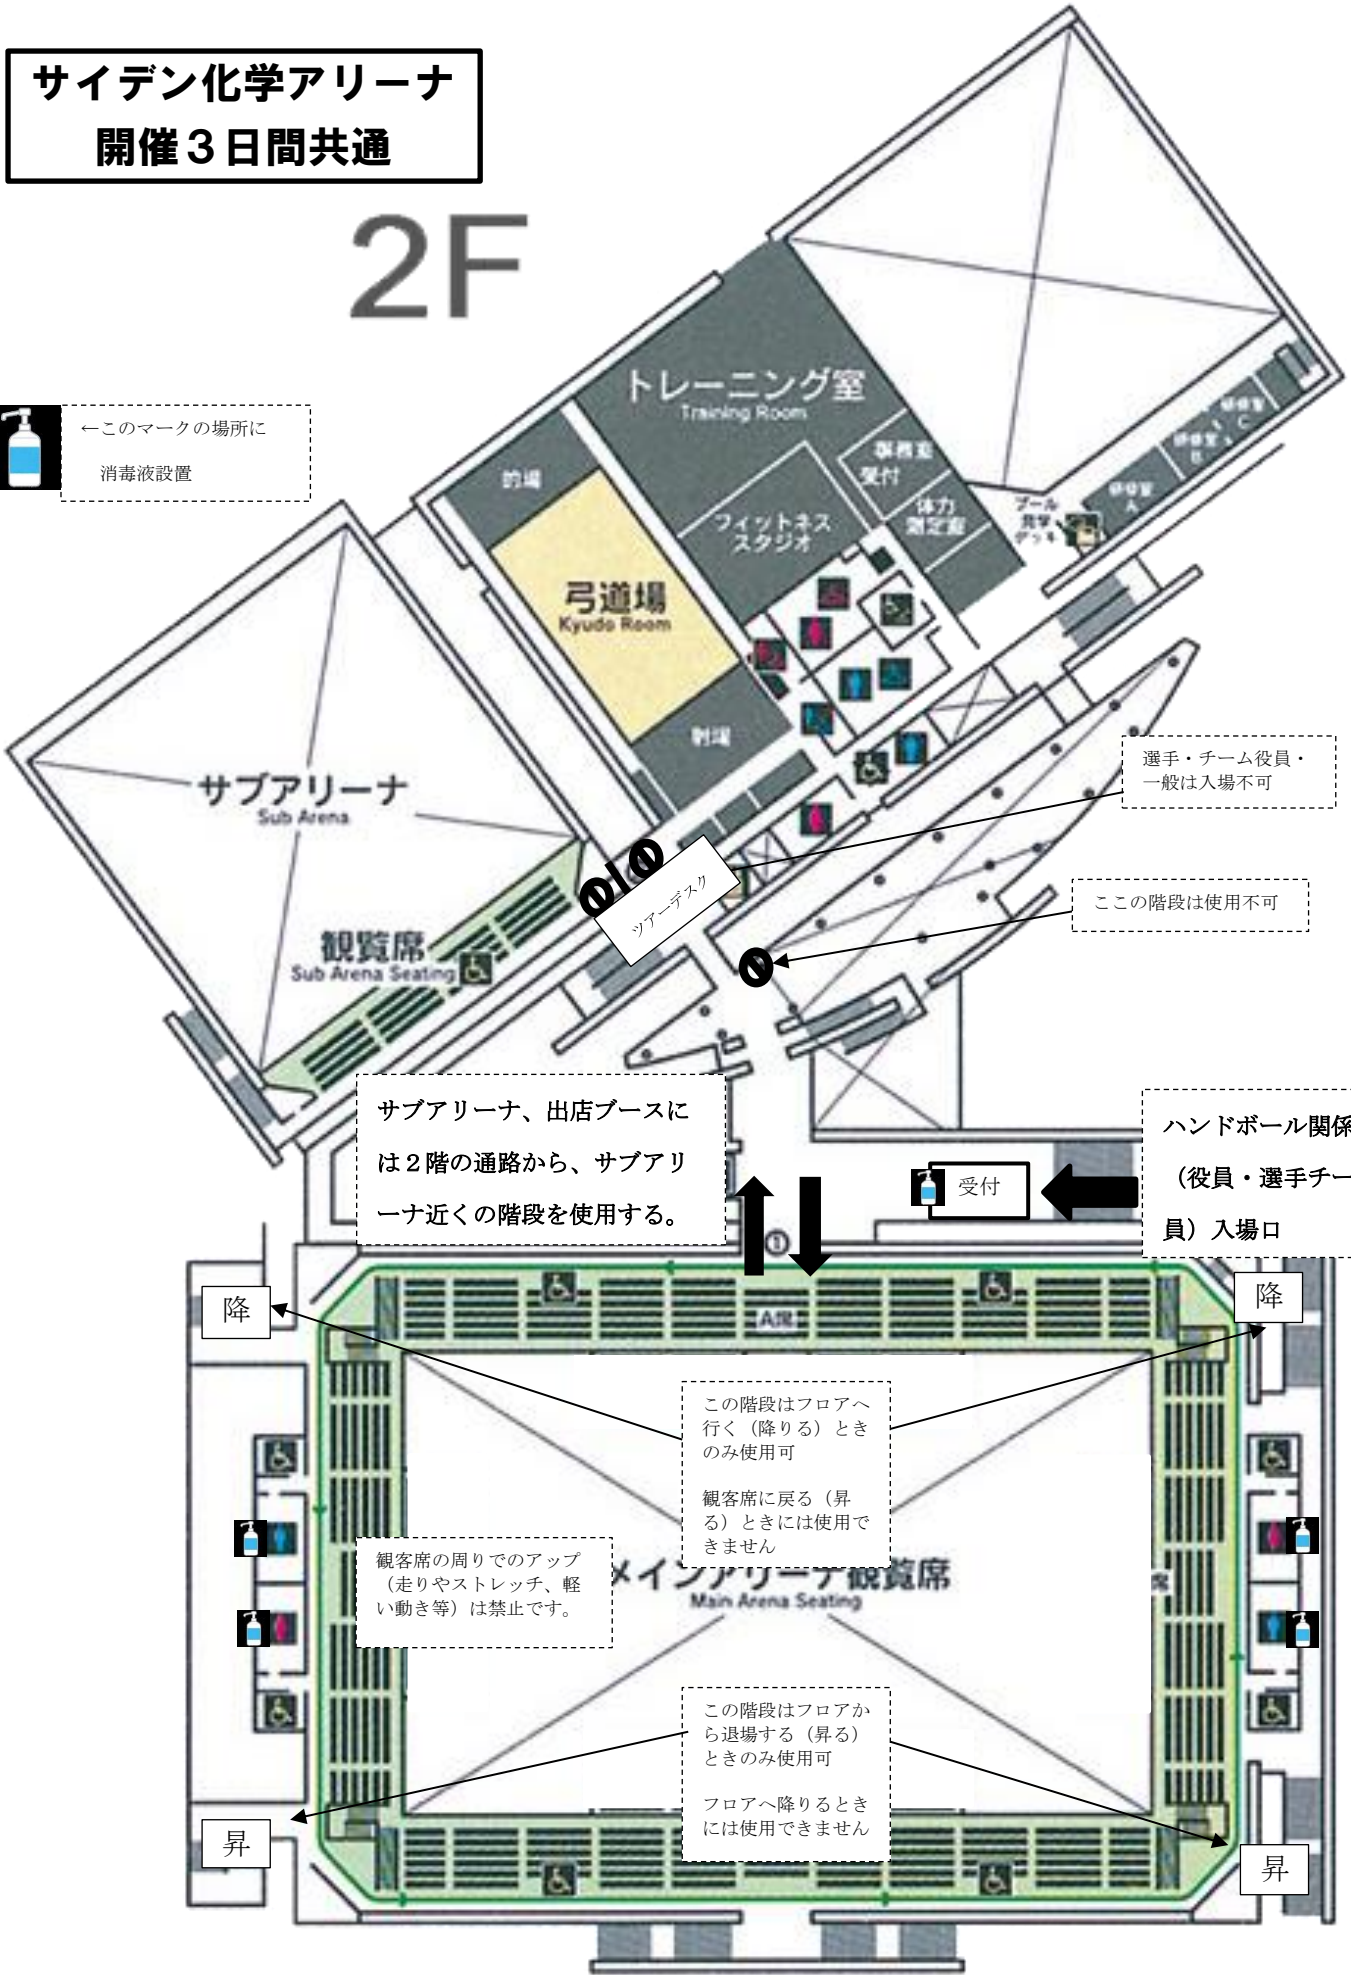 サイデン化学アリーナ
開催３日間共通
2F
←このマークの場所に
消毒液設置
トレーニング室
Training Room
事務室
受付
体力
測定室
フィットネス
スタジオ
研修室
C
研修室
B
研修室
A
プール
見学
デッキ
的場
弓道場
Kyudo Room
射場
サブアリーナ
Sub Arena
観覧席
Sub Arena Seating
ツアーデスク
選手・チーム役員・
一般は入場不可
ここの階段は使用不可
サブアリーナ、出店ブースに
は２階の通路から、サブアリ
ーナ近くの階段を使用する。
受付
ハンドボール関係
（役員・選手チー
員）入場口
①
降
降
A席
この階段はフロアへ
行く（降りる）とき
のみ使用可
観客席に戻る（昇
る）ときには使用で
きません
観客席の周りでのアップ
（走りやストレッチ、軽
い動き等）は禁止です。
メインアリーナ観覧席
Main Arena Seating
席
この階段はフロアか
ら退場する（昇る）
ときのみ使用可
フロアへ降りるとき
には使用できません
昇
昇